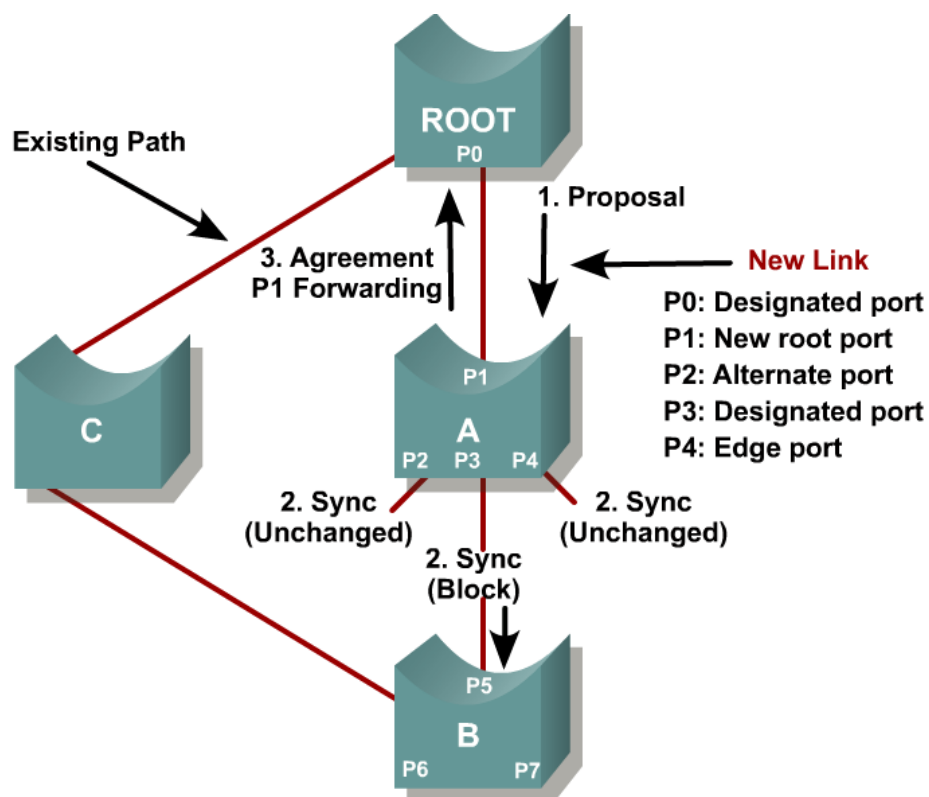 ROOT
P0
Existing Path
1. Proposal
3. Agreement
P1 Forwarding
New Link
P0: Designated port
P1: New root port
P2: Alternate port
P3: Designated port
P4: Edge port
C
P1
A
P2
P3
P4
2. Sync
(Unchanged)
2. Sync
(Unchanged)
2. Sync
(Block)
P5
B
P6
P7